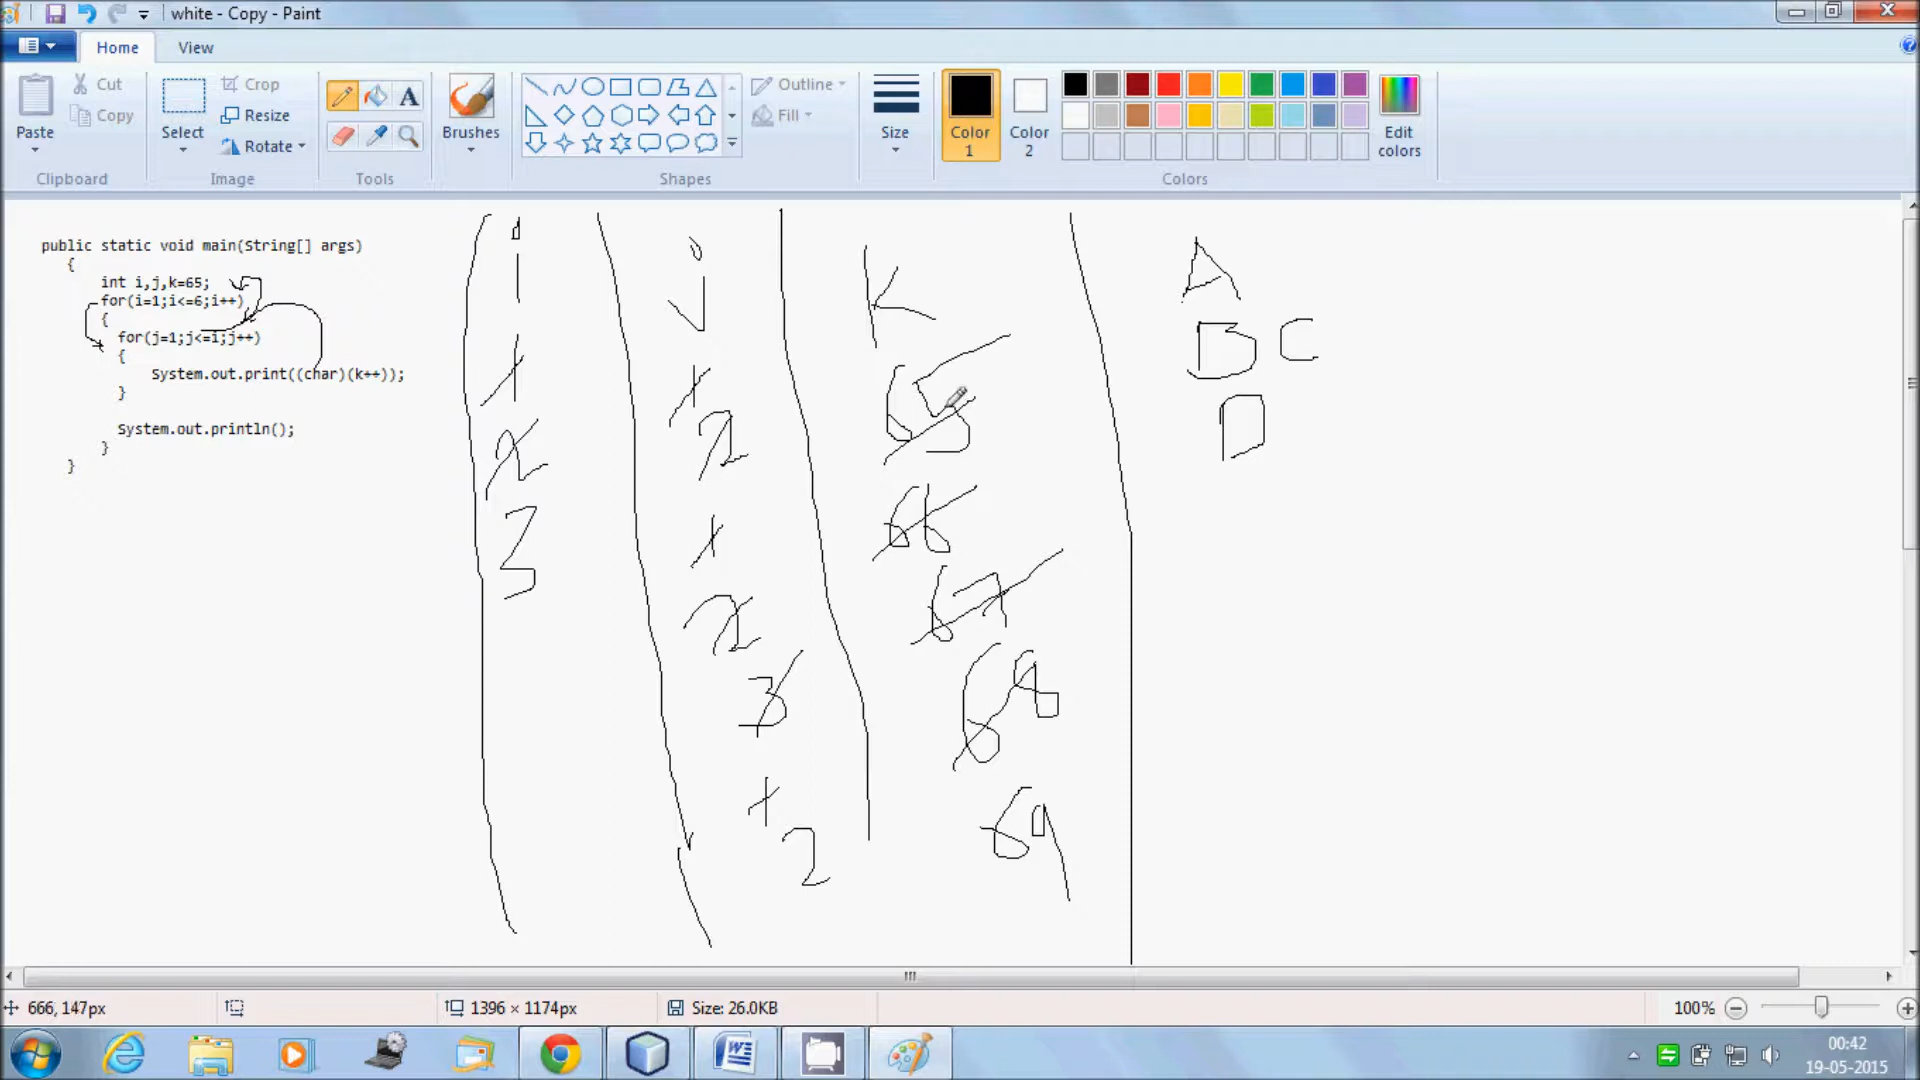 white - Copy - Paint
Home View
Paste
Cut
Copy
Clipboard
Select
Crop
Resize
Rotate
Image
A
Tools
Brushes
Outline
Fill
Shapes
Size
Color 1
Color 2
Edit colors
Colors
public static void main(String[] args)
{
int i,j,k=65;
for(i=1;i<=6;i++)
{
for(j=1;j<=i;j++)
{
System.out.print((char)(k++));
}
System.out.println();
}
}
i
1
2
3
j
1
2
1
2
3
1
2
K
65
66
67
68
69
A
B C
D
666, 147px
1396 × 1174px
Size: 26.0KB
100%
00:42
19-05-2015